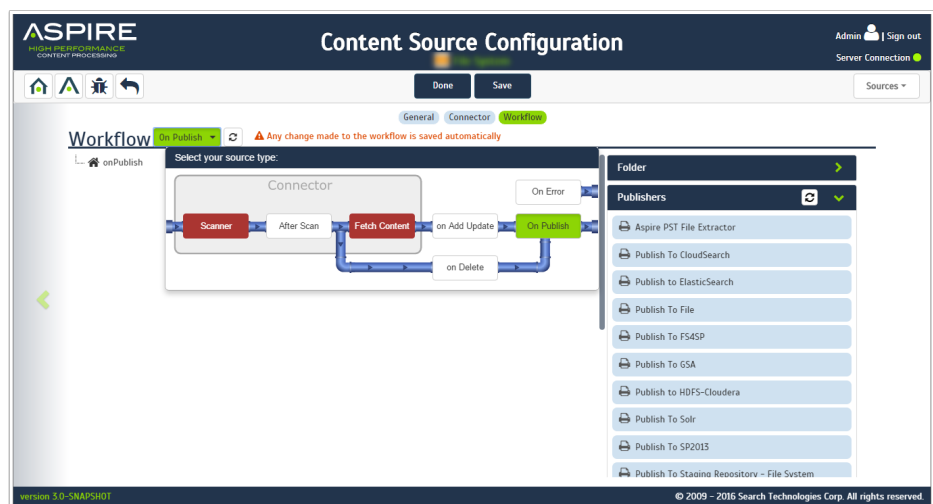 ASPIRE
HIGH PERFORMANCE
CONTENT PROCESSING
Content Source Configuration
Admin | Sign out
Server Connection
Done
Save
Sources
General
Connector
Workflow
Workflow
On Publish
Any change made to the workflow is saved automatically
onPublish
Select your source type:
Connector
On Error
Scanner
After Scan
Fetch Content
on Add Update
On Publish
on Delete
Folder
Publishers
Aspire PST File Extractor
Publish To CloudSearch
Publish to ElasticSearch
Publish To File
Publish To FS4SP
Publish To GSA
Publish to HDFS-Cloudera
Publish To Solr
Publish To SP2013
Publish To Staging Repository - File System
version 3.0-SNAPSHOT
© 2009 - 2016 Search Technologies Corp. All rights reserved.